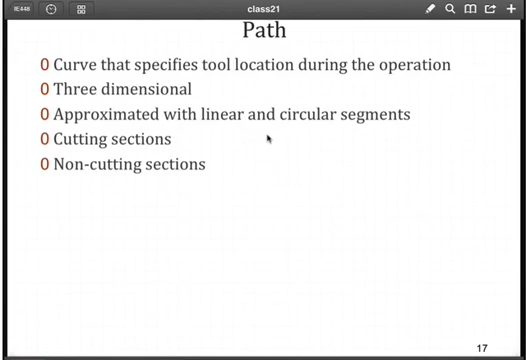 IE448
class21
Path
0 Curve that specifies tool location during the operation
0 Three dimensional
0 Approximated with linear and circular segments
0 Cutting sections
0 Non-cutting sections
17